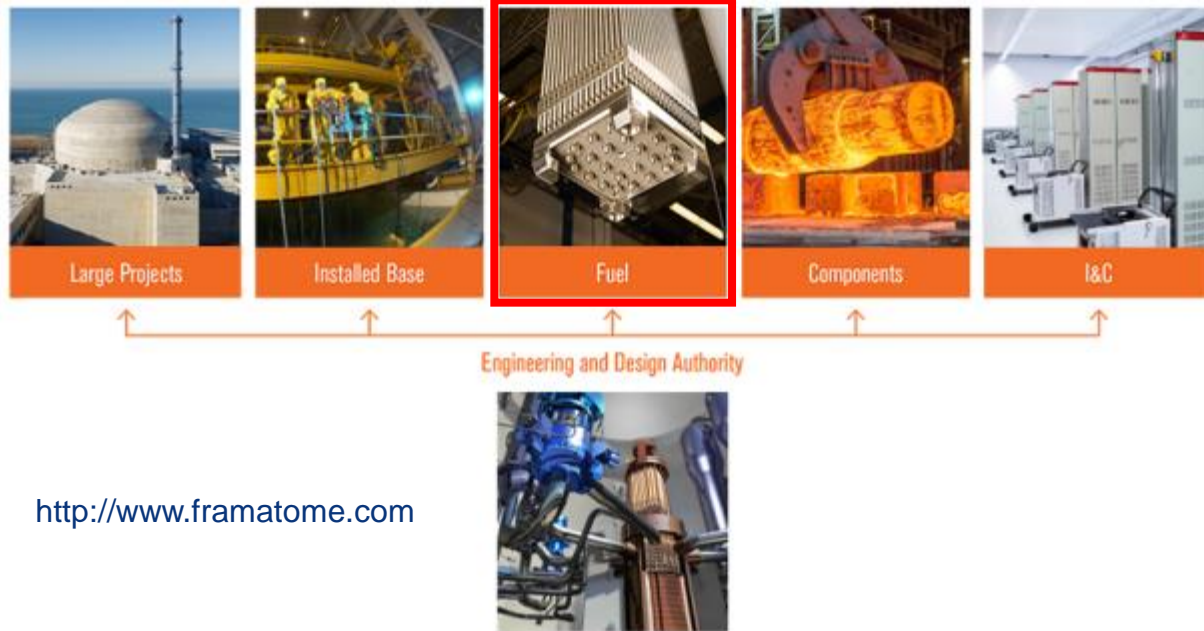 Large Projects
Installed Base
Fuel
Components
I&C
Engineering and Design Authority
http://www.framatome.com